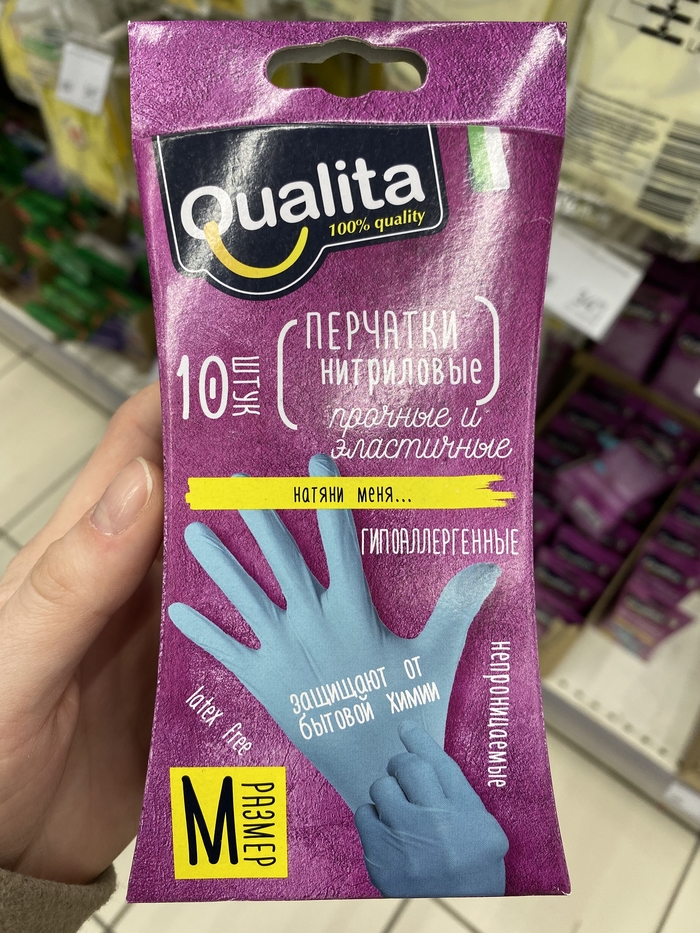 Qualita
100% quality
10 ШТУК
ПЕРЧАТКИ
нитриловые
прочные и
эластичные
натяни меня...
ГИПОАЛЛЕРГЕННЫЕ
защищают от
бытовой химии
непроницаемые
latex free
M РАЗМЕР